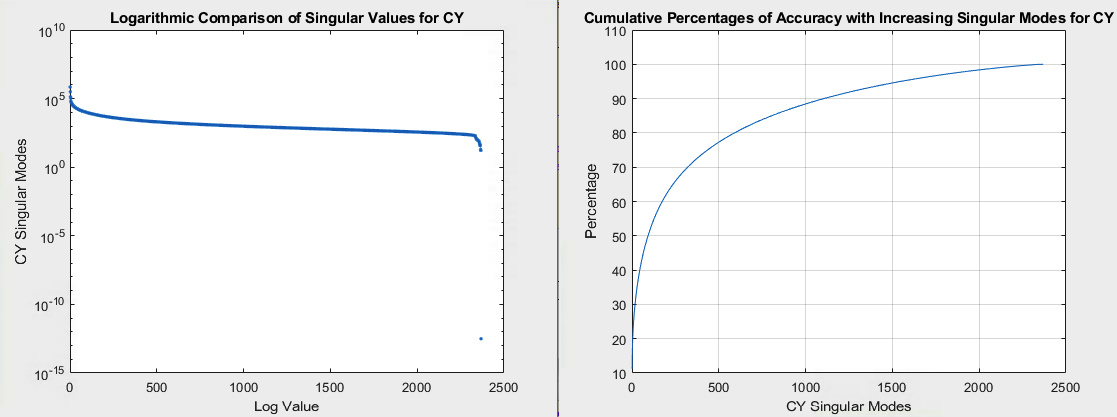 Logarithmic Comparison of Singular Values for CY
10^10
10^5
10^0
10^-5
10^-10
10^-15
CY Singular Modes
0 500 1000 1500 2000 2500
Log Value
Cumulative Percentages of Accuracy with Increasing Singular Modes for CY
110
100
90
80
70
60
50
40
30
20
10
Percentage
0 500 1000 1500 2000 2500
CY Singular Modes